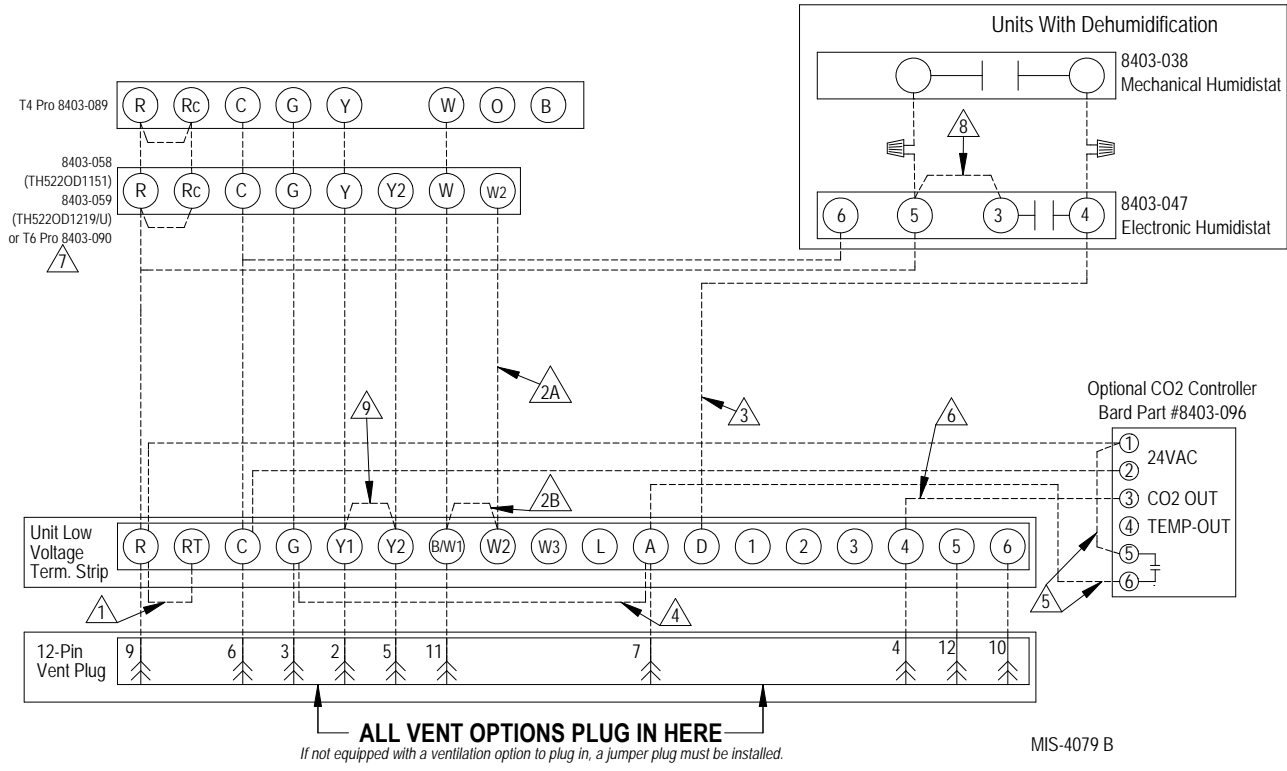 Units With Dehumidification
8403-038
Mechanical Humidistat
T4 Pro 8403-089
R Rc C G Y W O B
8
8403-058
(TH522OD1151)
8403-059
(TH522OD1219/U)
or T6 Pro 8403-090
7
R Rc C G Y Y2 W W2
6 5 3 4
8403-047
Electronic Humidistat
2A
9
3
6
2B
Optional CO2 Controller
Bard Part #8403-096
1
24VAC
2
3 CO2 OUT
4 TEMP-OUT
5
6
5
Unit Low
Voltage
Term. Strip
R RT C G Y1 Y2 B/W1 W2 W3 L A D 1 2 3 4 5 6
1
4
12-Pin
Vent Plug
9 6 3 2 5 11 7 4 12 10
ALL VENT OPTIONS PLUG IN HERE
If not equipped with a ventilation option to plug in, a jumper plug must be installed.
MIS-4079 B